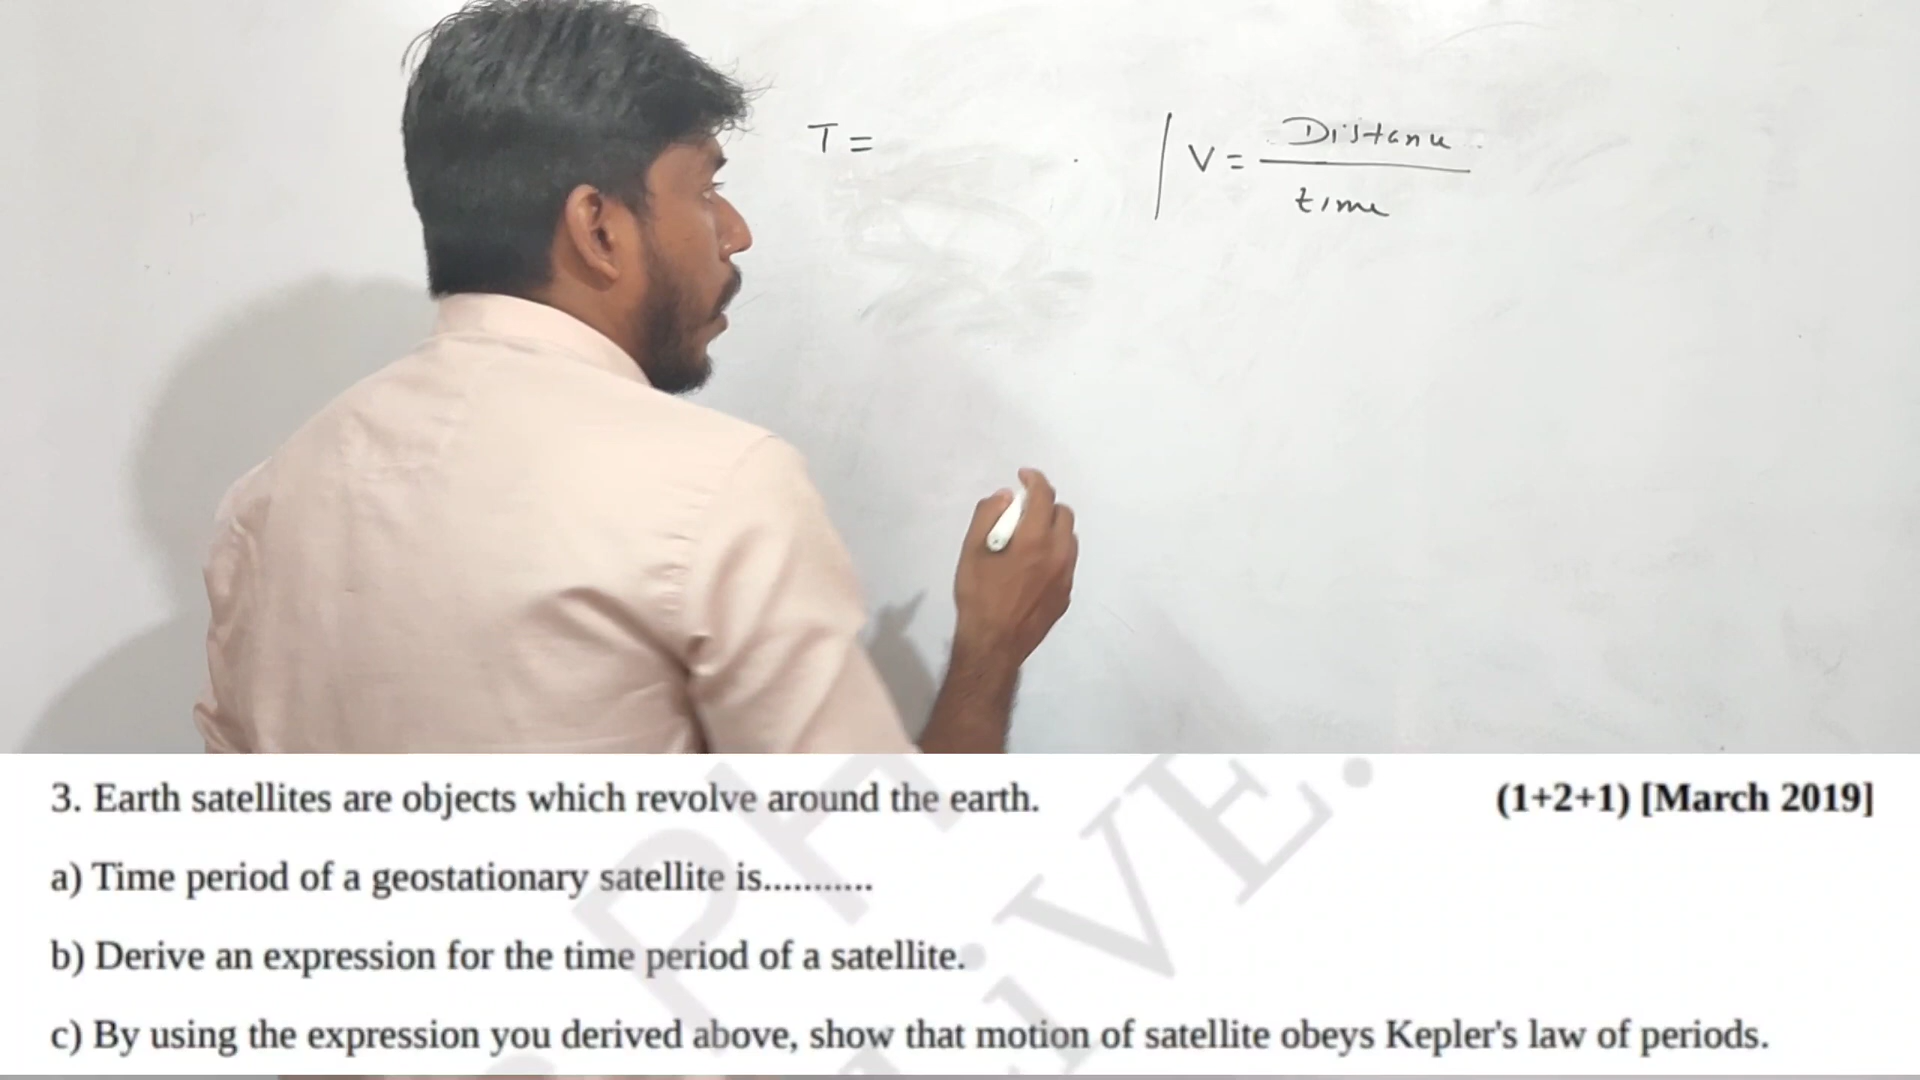 T =
V = Distance
time
3. Earth satellites are objects which revolve around the earth. (1+2+1) [March 2019]
a) Time period of a geostationary satellite is...........
b) Derive an expression for the time period of a satellite.
c) By using the expression you derived above, show that motion of satellite obeys Kepler's law of periods.